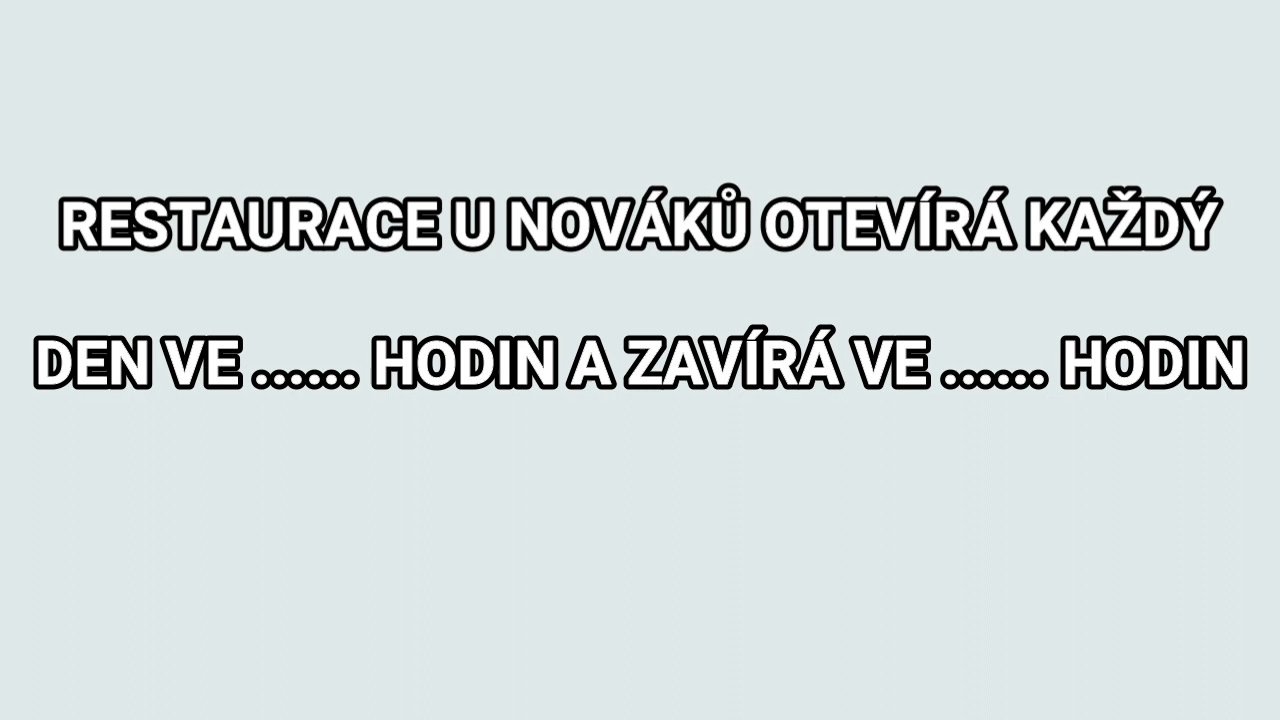 RESTAURACE U NOVÁKŮ OTEVÍRÁ KAŽDÝ
DEN VE ...... HODIN A ZAVÍRÁ VE ...... HODIN